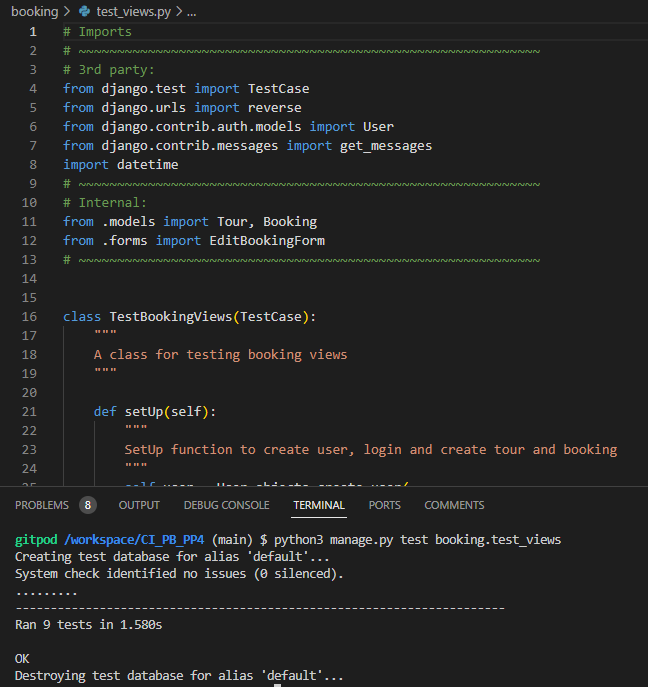 booking > test_views.py > ...
1 # Imports
2 # ~~~~~~~~~~~~~~~~~~~~~~~~~~~~~~~~~~~~~~~~~~~~~~~~~~~~~~~~~~~~
3 # 3rd party:
4 from django.test import TestCase
5 from django.urls import reverse
6 from django.contrib.auth.models import User
7 from django.contrib.messages import get_messages
8 import datetime
9 # ~~~~~~~~~~~~~~~~~~~~~~~~~~~~~~~~~~~~~~~~~~~~~~~~~~~~~~~~~~~~
10 # Internal:
11 from .models import Tour, Booking
12 from .forms import EditBookingForm
13 # ~~~~~~~~~~~~~~~~~~~~~~~~~~~~~~~~~~~~~~~~~~~~~~~~~~~~~~~~~~~~
14
15
16 class TestBookingViews(TestCase):
17     """
18     A class for testing booking views
19     """
20
21     def setUp(self):
22         """
23         SetUp function to create user, login and create tour and booking
24         """
25         self.user = User.objects.create_user(
PROBLEMS 8 OUTPUT DEBUG CONSOLE TERMINAL PORTS COMMENTS
gitpod /workspace/CI_PB_PP4 (main) $ python3 manage.py test booking.test_views
Creating test database for alias 'default'...
System check identified no issues (0 silenced).
.........
----------------------------------------------------------------------
Ran 9 tests in 1.580s

OK
Destroying test database for alias 'default'...